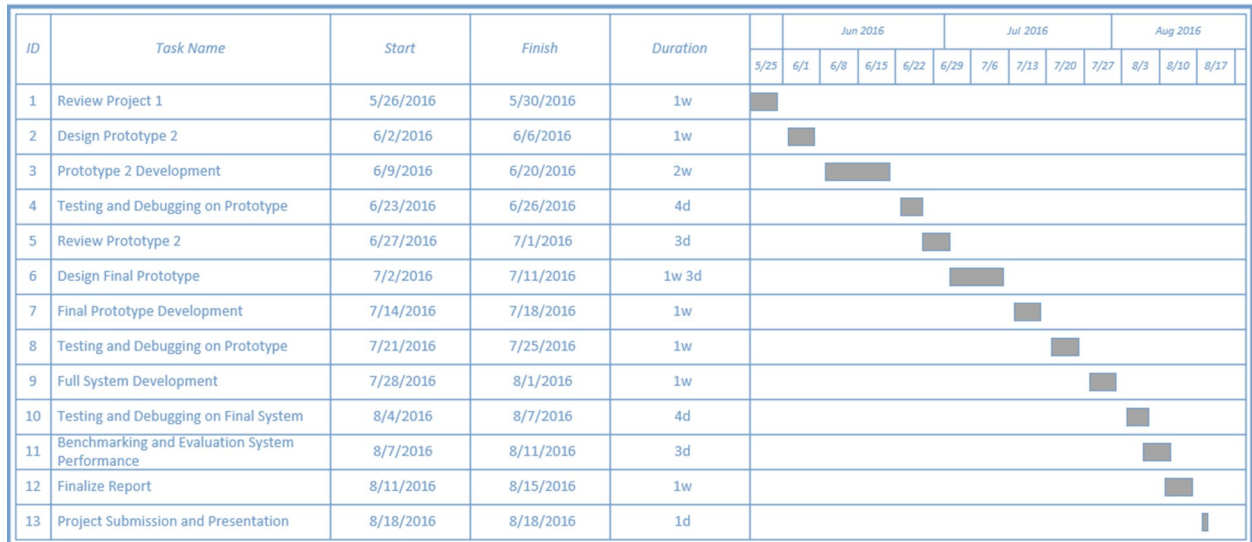 ID Task Name Start Finish Duration Jun 2016 Jul 2016 Aug 2016
5/25 6/1 6/8 6/15 6/22 6/29 7/6 7/13 7/20 7/27 8/3 8/10 8/17
1 Review Project 1 5/26/2016 5/30/2016 1w
2 Design Prototype 2 6/2/2016 6/6/2016 1w
3 Prototype 2 Development 6/9/2016 6/20/2016 2w
4 Testing and Debugging on Prototype 6/23/2016 6/26/2016 4d
5 Review Prototype 2 6/27/2016 7/1/2016 3d
6 Design Final Prototype 7/2/2016 7/11/2016 1w 3d
7 Final Prototype Development 7/14/2016 7/18/2016 1w
8 Testing and Debugging on Prototype 7/21/2016 7/25/2016 1w
9 Full System Development 7/28/2016 8/1/2016 1w
10 Testing and Debugging on Final System 8/4/2016 8/7/2016 4d
11 Benchmarking and Evaluation System
Performance 8/7/2016 8/11/2016 3d
12 Finalize Report 8/11/2016 8/15/2016 1w
13 Project Submission and Presentation 8/18/2016 8/18/2016 1d